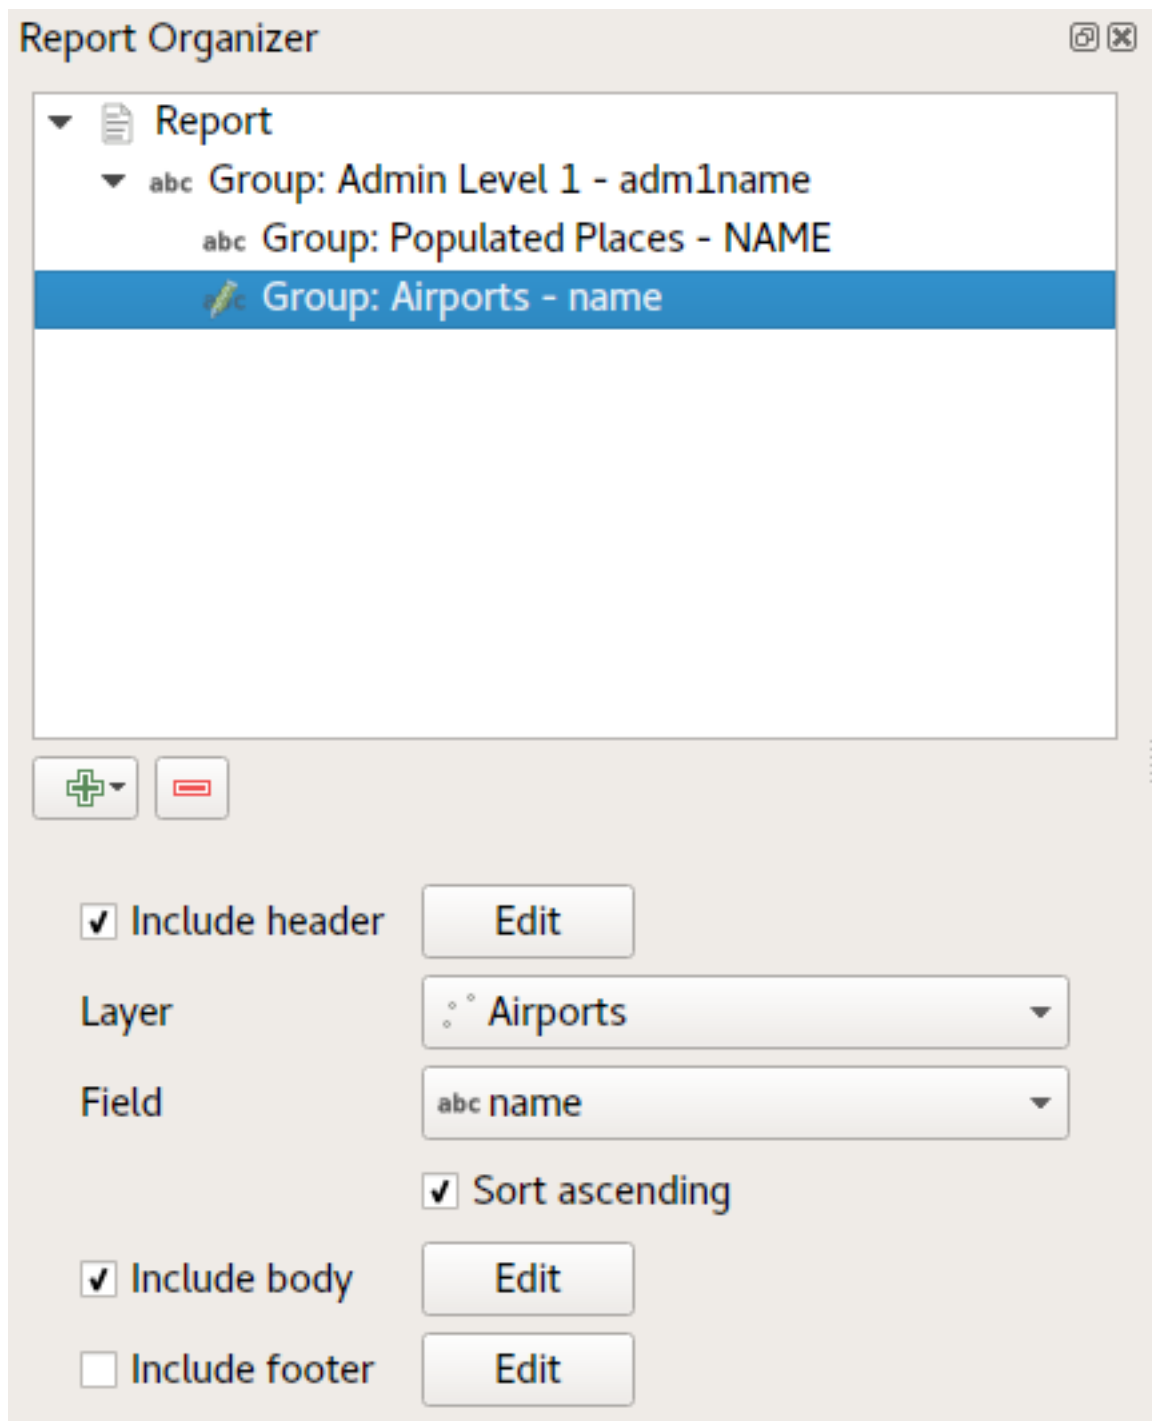 Report Organizer
Report
abc Group: Admin Level 1 - adm1name
abc Group: Populated Places - NAME
Group: Airports - name
Include header Edit
Layer Airports
Field abc name
Sort ascending
Include body Edit
Include footer Edit